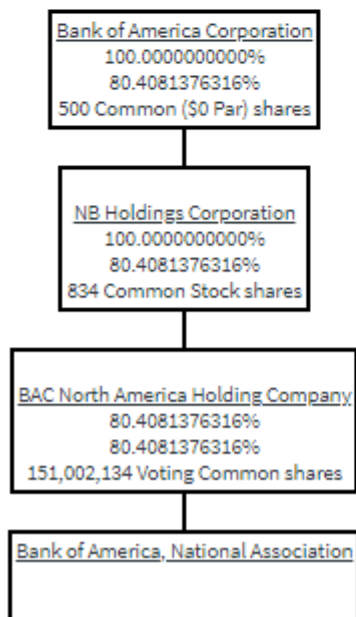 Bank of America Corporation
100.0000000000%
80.4081376316%
500 Common ($0 Par) shares
NB Holdings Corporation
100.0000000000%
80.4081376316%
834 Common Stock shares
BAC North America Holding Company
80.4081376316%
80.4081376316%
151,002,134 Voting Common shares
Bank of America, National Association